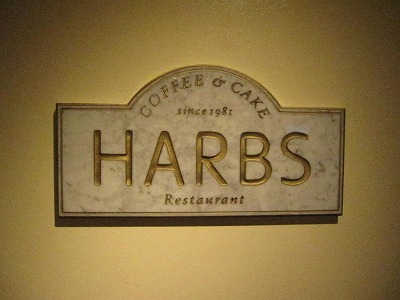 COFFEE & CAKE
since 1981
HARBS
Restaurant